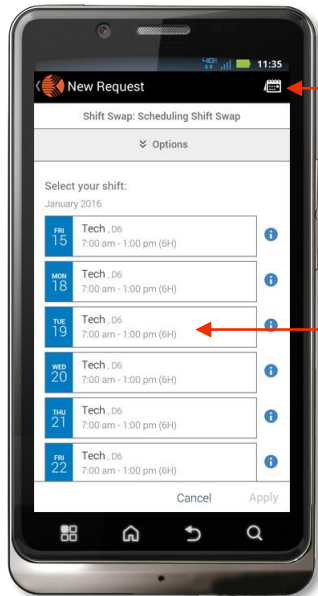 4G 11:35
New Request
Shift Swap: Scheduling Shift Swap
Options
Select your shift:
January 2016
FRI
15
Tech , D6
7:00 am - 1:00 pm (6H)
MON
18
Tech , D6
7:00 am - 1:00 pm (6H)
TUE
19
Tech , D6
7:00 am - 1:00 pm (6H)
WED
20
Tech , D6
7:00 am - 1:00 pm (6H)
THU
21
Tech , D6
7:00 am - 1:00 pm (6H)
FRI
22
Tech , D6
7:00 am - 1:00 pm (6H)
Cancel Apply